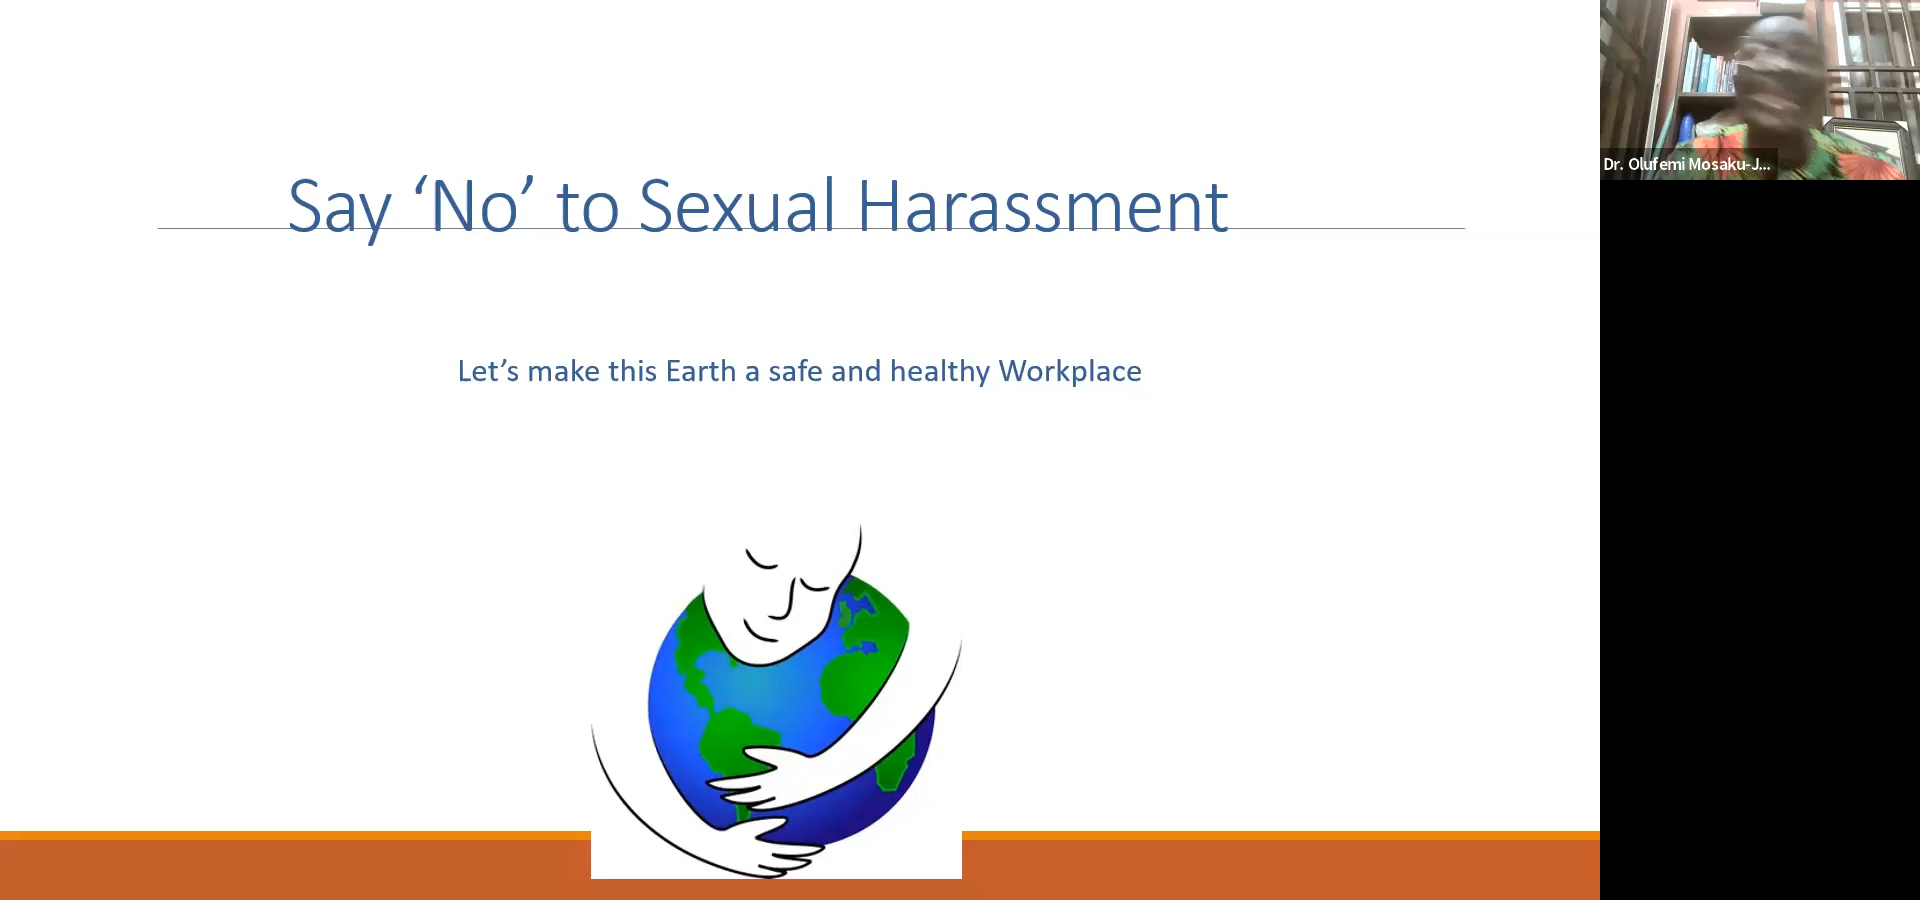 Say ‘No’ to Sexual Harassment
Let’s make this Earth a safe and healthy Workplace
Dr. Olufemi Mosaku-J...